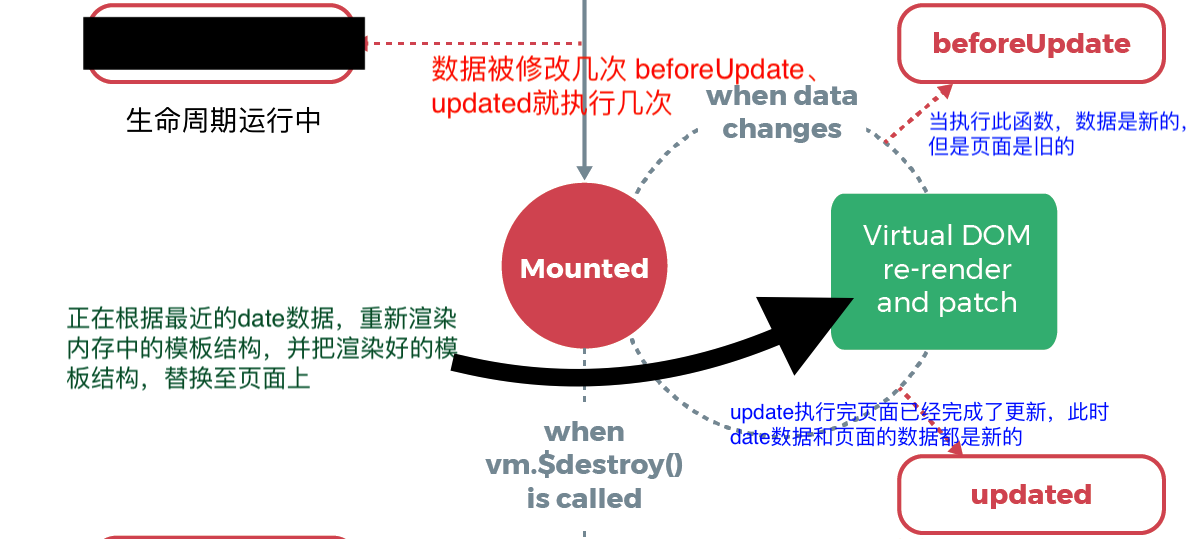 beforeUpdate
数据被修改几次 beforeUpdate、
updated就执行几次
when data
changes
生命周期运行中
当执行此函数，数据是新的，
但是页面是旧的
Virtual DOM
re-render
and patch
Mounted
正在根据最近的date数据，重新渲染
内存中的模板结构，并把渲染好的模
板结构，替换至页面上
update执行完页面已经完成了更新，此时
date数据和页面的数据都是新的
when
vm.$destroy()
is called
updated